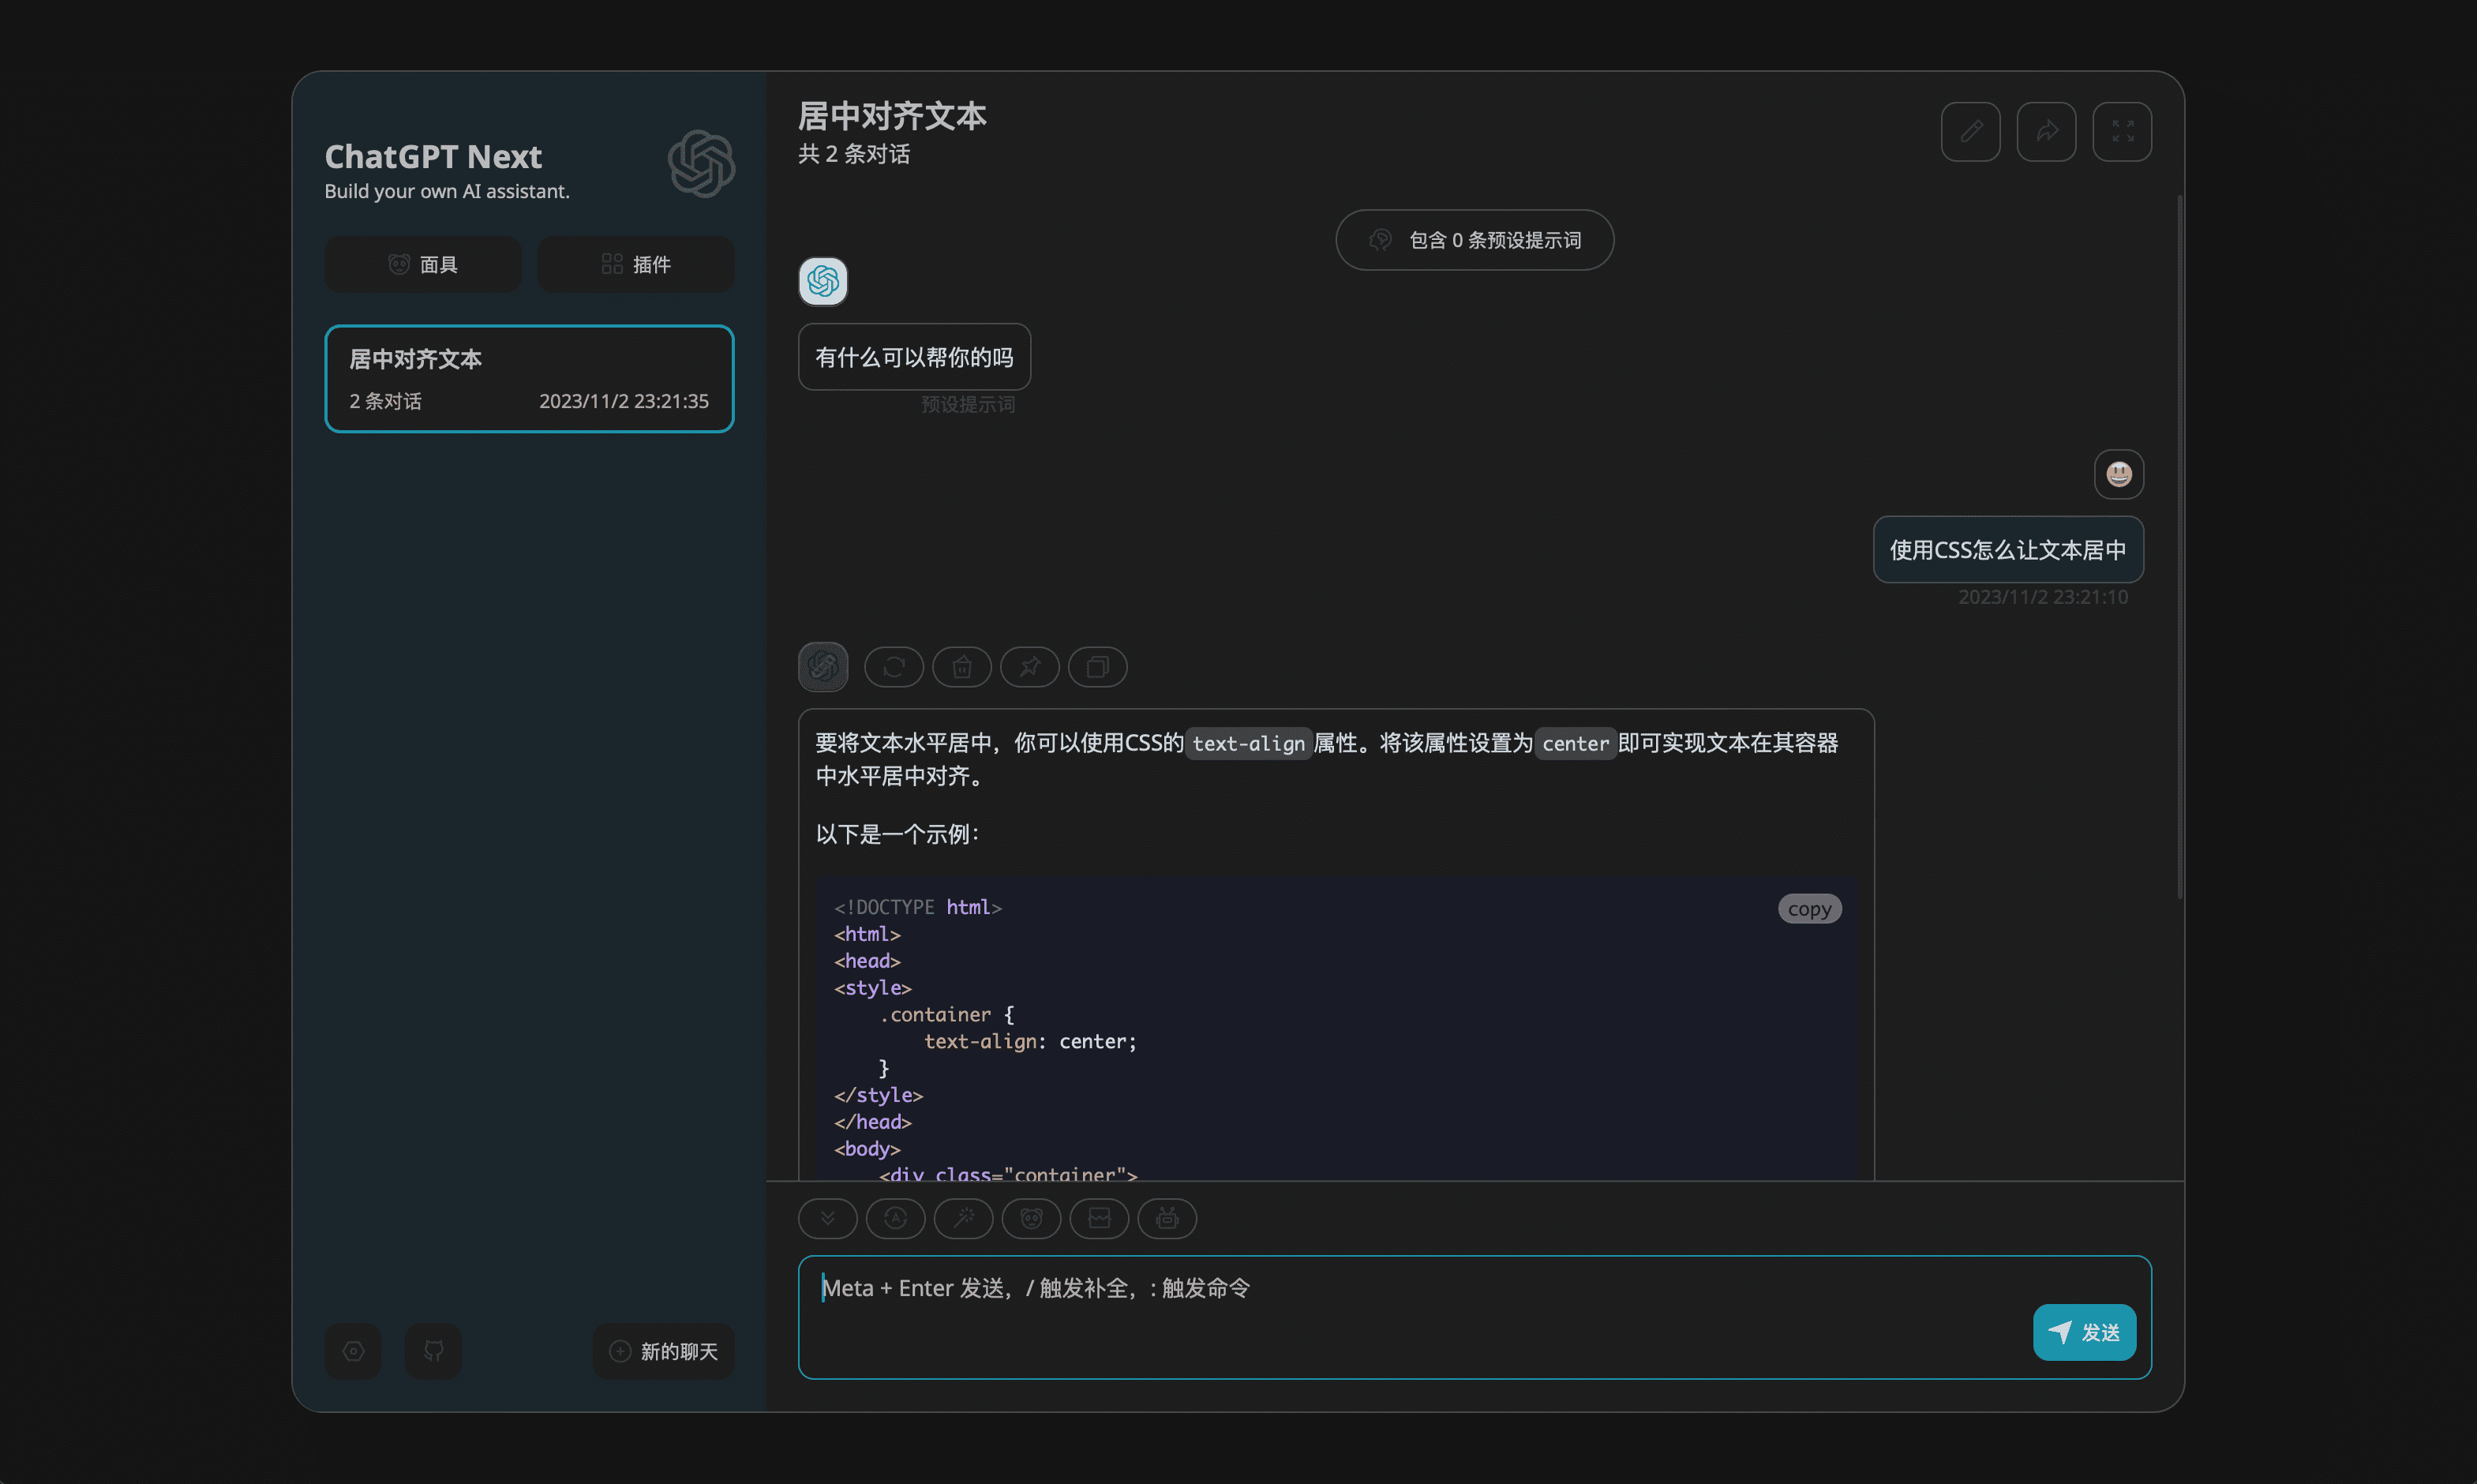 ChatGPT Next
Build your own AI assistant.
面具
插件
居中对齐文本
2 条对话
2023/11/2 23:21:35
新的聊天
居中对齐文本
共 2 条对话
包含 0 条预设提示词
有什么可以帮你的吗
预设提示词
使用CSS怎么让文本居中
2023/11/2 23:21:10
要将文本水平居中，你可以使用CSS的text-align属性。将该属性设置为center即可实现文本在其容器
中水平居中对齐。
以下是一个示例：
copy
<!DOCTYPE html>
<html>
<head>
<style>
    .container {
        text-align: center;
    }
</style>
</head>
<body>
    <div class="container">
Meta + Enter 发送，/ 触发补全，: 触发命令
发送